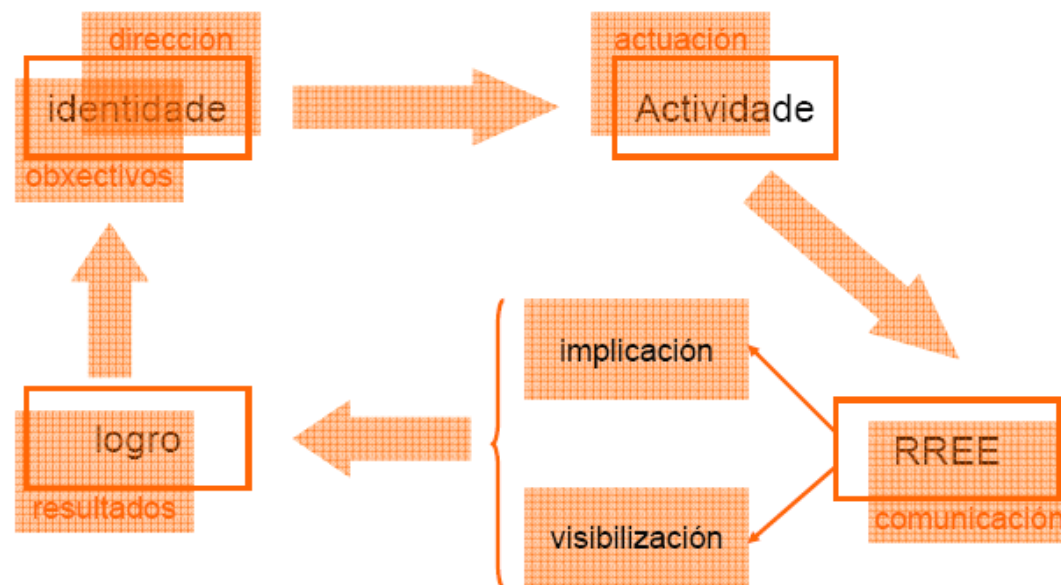 dirección
identidade
obxectivos
actuación
Actividade
implicación
RREE
comunicación
visibilización
logro
resultados